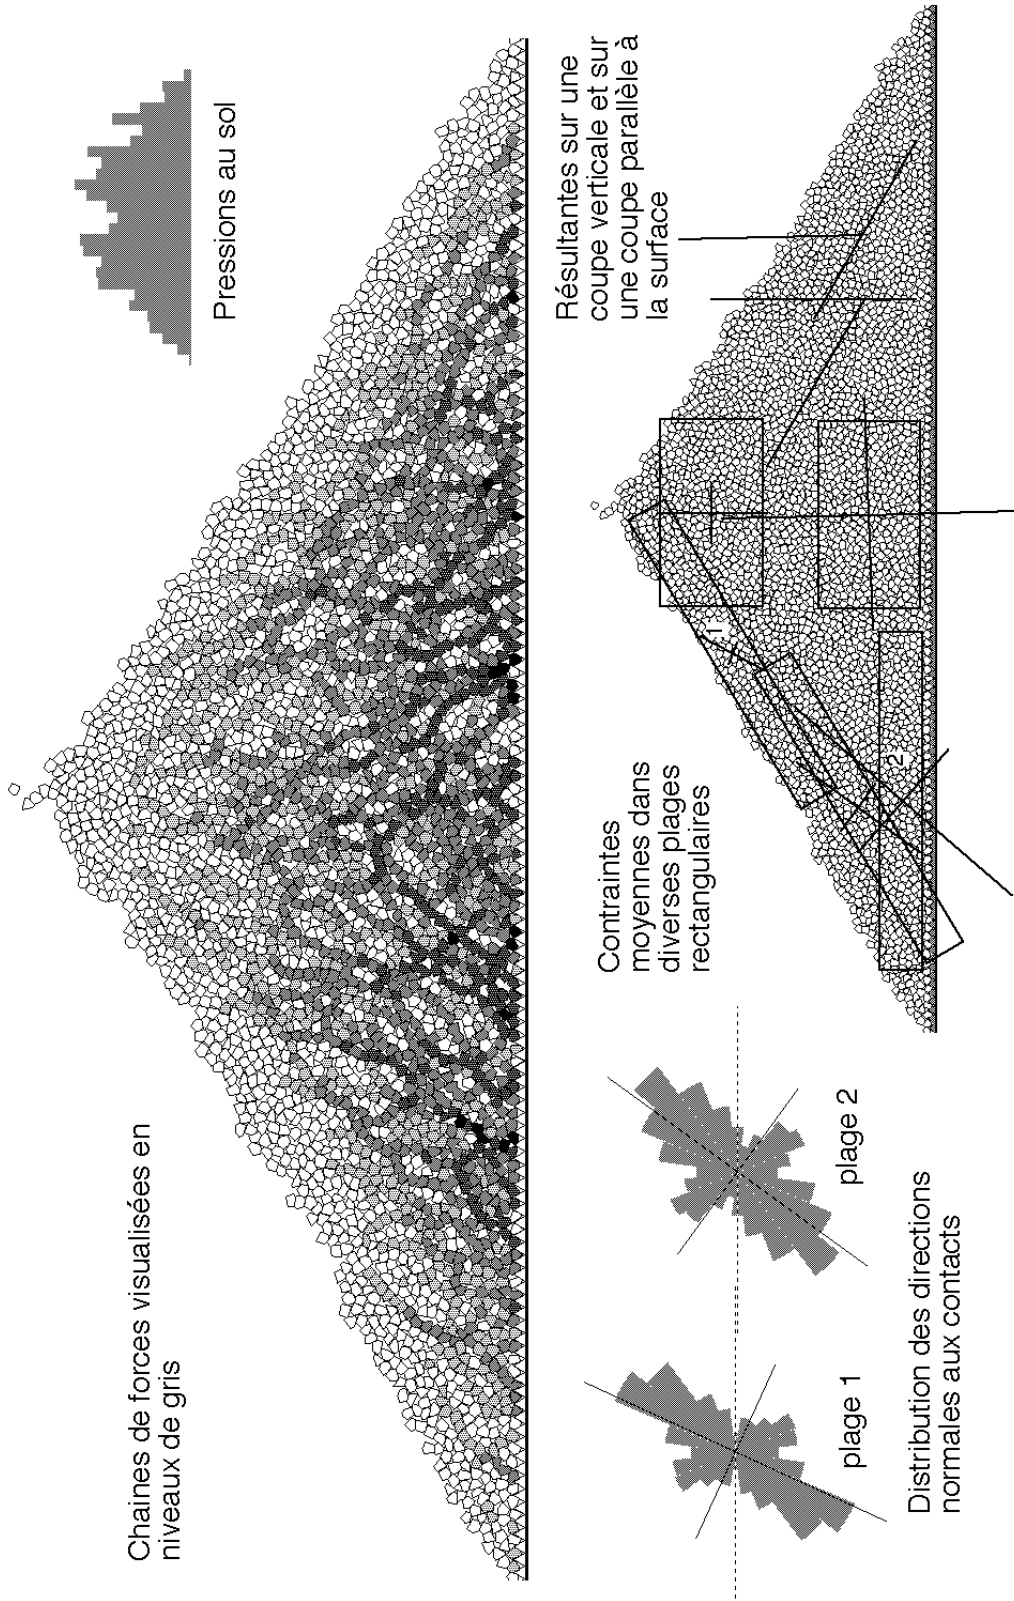 Chaines de forces visualisées en
niveaux de gris
Pressions au sol
Distribution des directions
normales aux contacts
plage 1
plage 2
Contraintes
moyennes dans
diverses plages
rectangulaires
1
2
Résultantes sur une
coupe verticale et sur
une coupe parallèle à
la surface